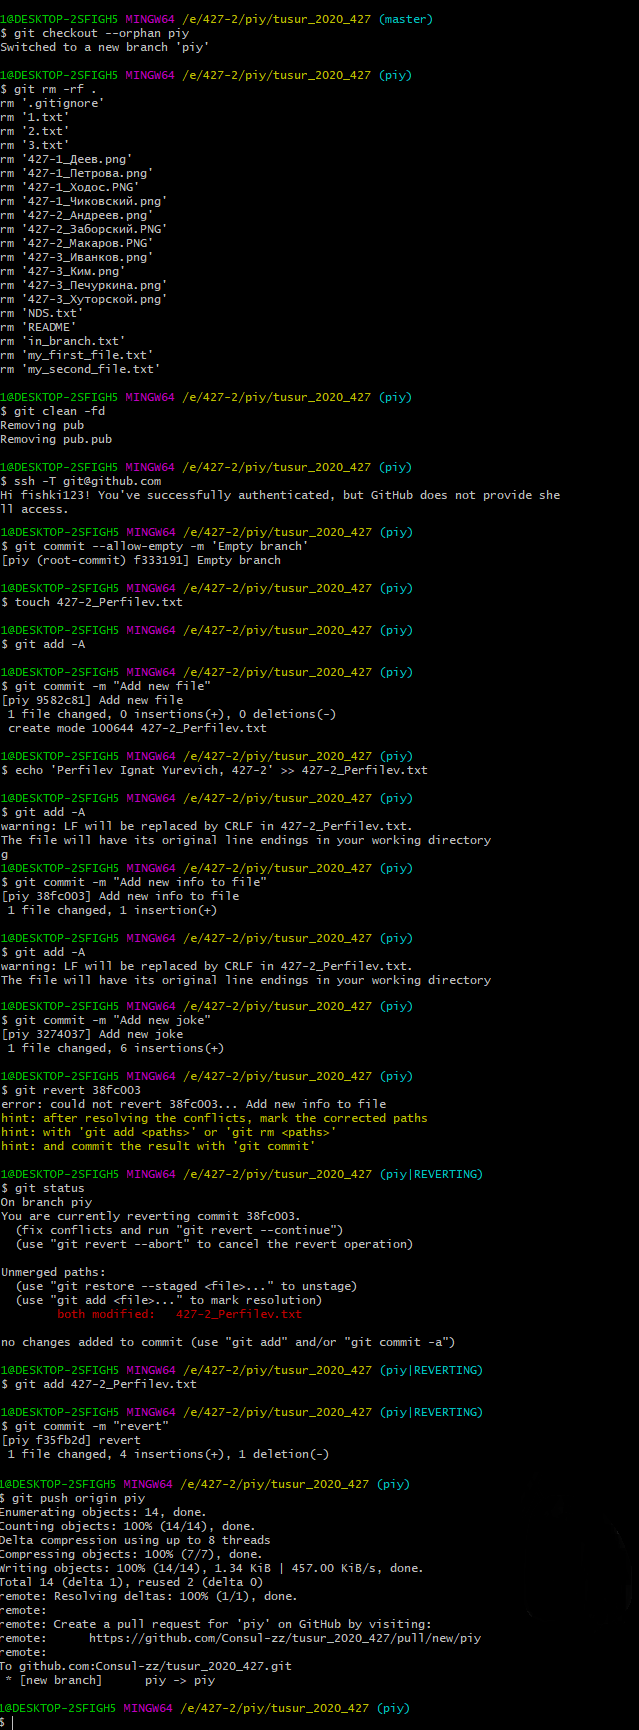 1@DESKTOP-2SFIGH5 MINGW64 /e/427-2/piy/tusur_2020_427 (master)
$ git checkout --orphan piy
Switched to a new branch 'piy'
1@DESKTOP-2SFIGH5 MINGW64 /e/427-2/piy/tusur_2020_427 (piy)
$ git rm -rf .
rm '.gitignore'
rm '1.txt'
rm '2.txt'
rm '3.txt'
rm '427-1_Деев.png'
rm '427-1_Петрова.png'
rm '427-1_Ходос.PNG'
rm '427-1_Чиковский.png'
rm '427-2_Андреев.png'
rm '427-2_Заборский.PNG'
rm '427-2_Макаров.PNG'
rm '427-3_Иванков.png'
rm '427-3_Ким.png'
rm '427-3_Печуркина.png'
rm '427-3_Хуторской.png'
rm 'NDS.txt'
rm 'README'
rm 'in_branch.txt'
rm 'my_first_file.txt'
rm 'my_second_file.txt'
1@DESKTOP-2SFIGH5 MINGW64 /e/427-2/piy/tusur_2020_427 (piy)
$ git clean -fd
Removing pub
Removing pub.pub
1@DESKTOP-2SFIGH5 MINGW64 /e/427-2/piy/tusur_2020_427 (piy)
$ ssh -T git@github.com
Hi fishki123! You've successfully authenticated, but GitHub does not provide she
ll access.
1@DESKTOP-2SFIGH5 MINGW64 /e/427-2/piy/tusur_2020_427 (piy)
$ git commit --allow-empty -m 'Empty branch'
[piy (root-commit) f333191] Empty branch
1@DESKTOP-2SFIGH5 MINGW64 /e/427-2/piy/tusur_2020_427 (piy)
$ touch 427-2_Perfilev.txt
1@DESKTOP-2SFIGH5 MINGW64 /e/427-2/piy/tusur_2020_427 (piy)
$ git add -A
1@DESKTOP-2SFIGH5 MINGW64 /e/427-2/piy/tusur_2020_427 (piy)
$ git commit -m "Add new file"
[piy 9582c81] Add new file
 1 file changed, 0 insertions(+), 0 deletions(-)
 create mode 100644 427-2_Perfilev.txt
1@DESKTOP-2SFIGH5 MINGW64 /e/427-2/piy/tusur_2020_427 (piy)
$ echo 'Perfilev Ignat Yurevich, 427-2' >> 427-2_Perfilev.txt
1@DESKTOP-2SFIGH5 MINGW64 /e/427-2/piy/tusur_2020_427 (piy)
$ git add -A
warning: LF will be replaced by CRLF in 427-2_Perfilev.txt.
The file will have its original line endings in your working directory
g
1@DESKTOP-2SFIGH5 MINGW64 /e/427-2/piy/tusur_2020_427 (piy)
$ git commit -m "Add new info to file"
[piy 38fc003] Add new info to file
 1 file changed, 1 insertion(+)
1@DESKTOP-2SFIGH5 MINGW64 /e/427-2/piy/tusur_2020_427 (piy)
$ git add -A
warning: LF will be replaced by CRLF in 427-2_Perfilev.txt.
The file will have its original line endings in your working directory
1@DESKTOP-2SFIGH5 MINGW64 /e/427-2/piy/tusur_2020_427 (piy)
$ git commit -m "Add new joke"
[piy 3274037] Add new joke
 1 file changed, 6 insertions(+)
1@DESKTOP-2SFIGH5 MINGW64 /e/427-2/piy/tusur_2020_427 (piy)
$ git revert 38fc003
error: could not revert 38fc003... Add new info to file
hint: after resolving the conflicts, mark the corrected paths
hint: with 'git add <paths>' or 'git rm <paths>'
hint: and commit the result with 'git commit'
1@DESKTOP-2SFIGH5 MINGW64 /e/427-2/piy/tusur_2020_427 (piy|REVERTING)
$ git status
On branch piy
You are currently reverting commit 38fc003.
  (fix conflicts and run "git revert --continue")
  (use "git revert --abort" to cancel the revert operation)
Unmerged paths:
  (use "git restore --staged <file>..." to unstage)
  (use "git add <file>..." to mark resolution)
        both modified:   427-2_Perfilev.txt
no changes added to commit (use "git add" and/or "git commit -a")
1@DESKTOP-2SFIGH5 MINGW64 /e/427-2/piy/tusur_2020_427 (piy|REVERTING)
$ git add 427-2_Perfilev.txt
1@DESKTOP-2SFIGH5 MINGW64 /e/427-2/piy/tusur_2020_427 (piy|REVERTING)
$ git commit -m "revert"
[piy f35fb2d] revert
 1 file changed, 4 insertions(+), 1 deletion(-)
1@DESKTOP-2SFIGH5 MINGW64 /e/427-2/piy/tusur_2020_427 (piy)
$ git push origin piy
Enumerating objects: 14, done.
Counting objects: 100% (14/14), done.
Delta compression using up to 8 threads
Compressing objects: 100% (7/7), done.
Writing objects: 100% (14/14), 1.34 KiB | 457.00 KiB/s, done.
Total 14 (delta 1), reused 2 (delta 0)
remote: Resolving deltas: 100% (1/1), done.
remote:
remote: Create a pull request for 'piy' on GitHub by visiting:
remote:      https://github.com/Consul-zz/tusur_2020_427/pull/new/piy
remote:
To github.com:Consul-zz/tusur_2020_427.git
 * [new branch]      piy -> piy
1@DESKTOP-2SFIGH5 MINGW64 /e/427-2/piy/tusur_2020_427 (piy)
$